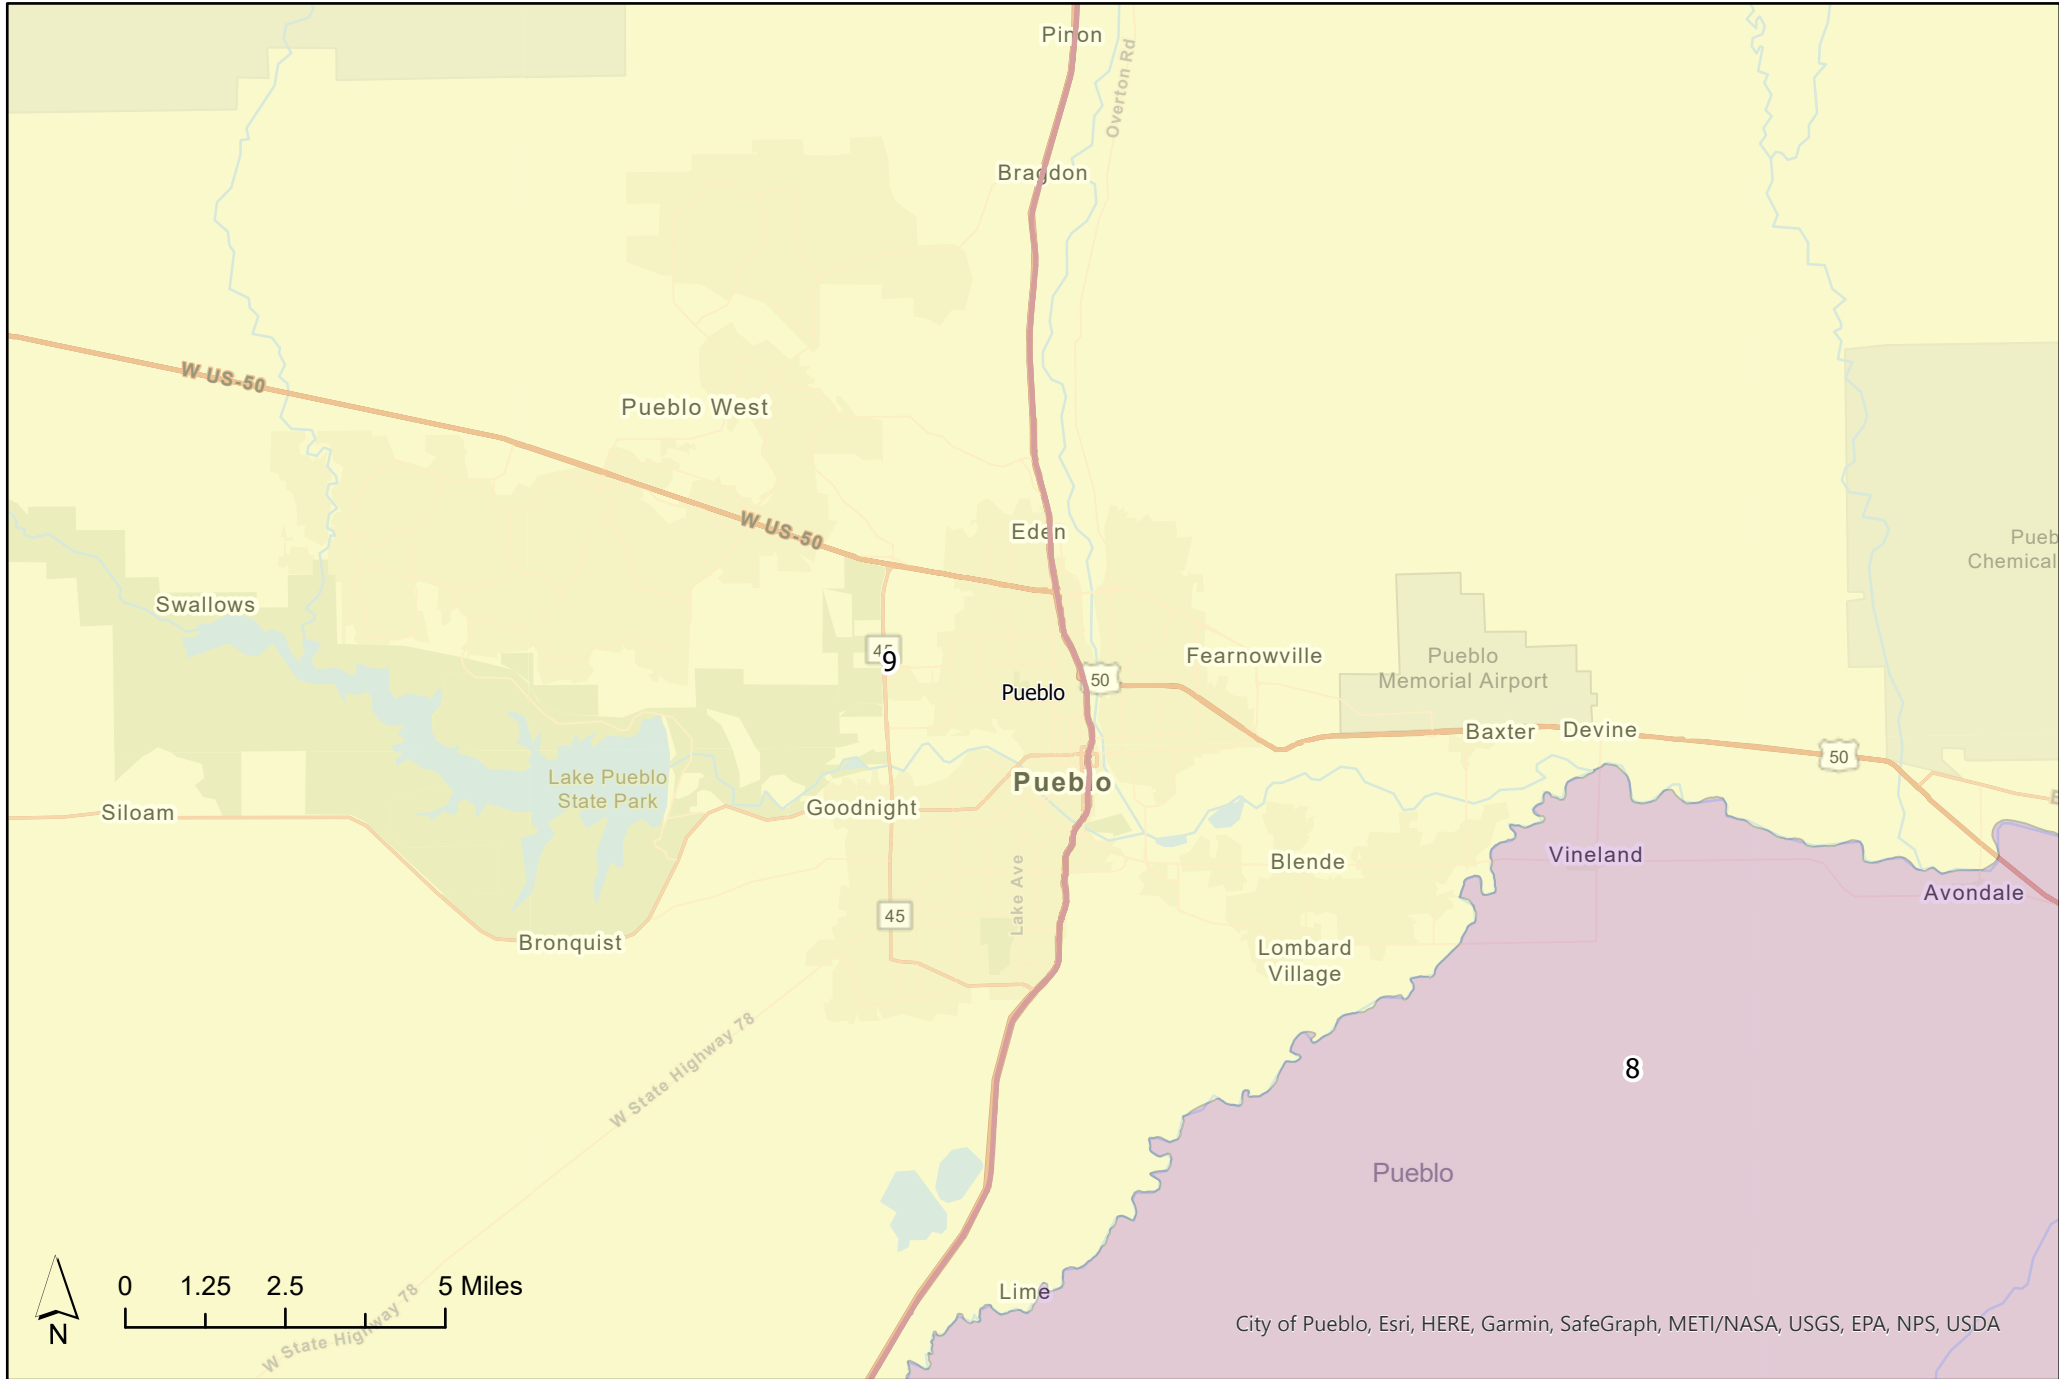 Pinon
Overton Rd
Bragdon
W US-50
Pueblo West
W US-50
Eden
Pueb
Chemical
Swallows
45
9
Fearnowville
Pueblo
Memorial Airport
50
Pueblo
Baxter
Devine
50
Lake Pueblo
State Park
Pueblo
Siloam
Goodnight
Vineland
Blende
Lake Ave
Avondale
45
Bronquist
Lombard
Village
W State Highway 78
8
Pueblo
Lime
0 1.25 2.5 5 Miles
N
W State Highway 78
City of Pueblo, Esri, HERE, Garmin, SafeGraph, METI/NASA, USGS, EPA, NPS, USDA